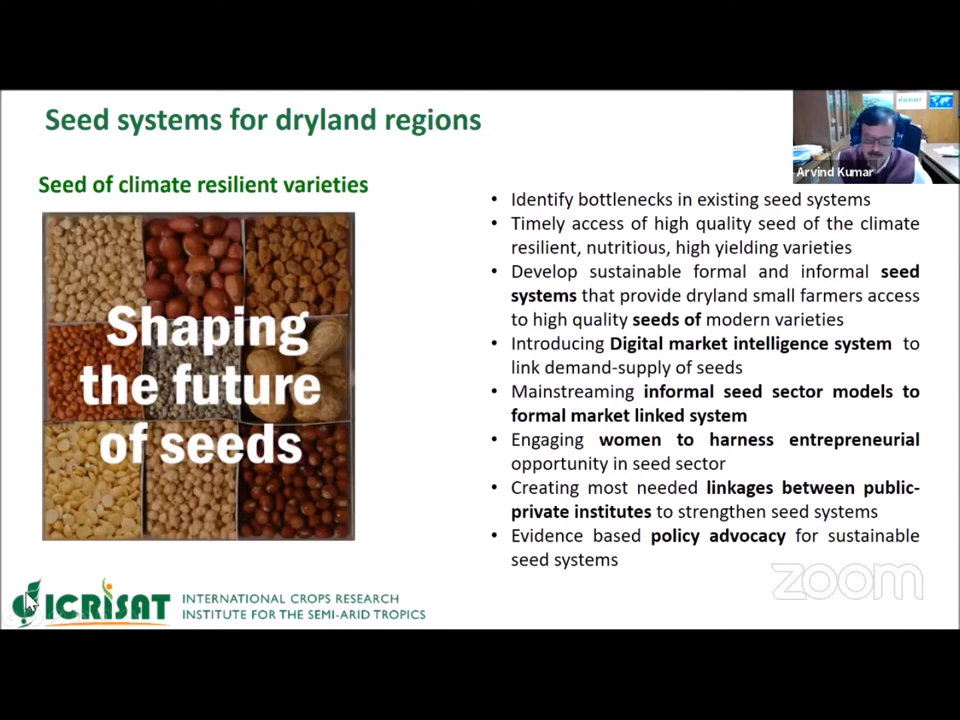 Seed systems for dryland regions
Arvind Kumar
Seed of climate resilient varieties
Shaping
the future
of seeds
• Identify bottlenecks in existing seed systems
• Timely access of high quality seed of the climate
resilient, nutritious, high yielding varieties
• Develop sustainable formal and informal seed
systems that provide dryland small farmers access
to high quality seeds of modern varieties
• Introducing Digital market intelligence system to
link demand-supply of seeds
• Mainstreaming informal seed sector models to
formal market linked system
• Engaging women to harness entrepreneurial
opportunity in seed sector
• Creating most needed linkages between public-
private institutes to strengthen seed systems
• Evidence based policy advocacy for sustainable
seed systems
zoom
ICRISAT
INTERNATIONAL CROPS RESEARCH
INSTITUTE FOR THE SEMI-ARID TROPICS